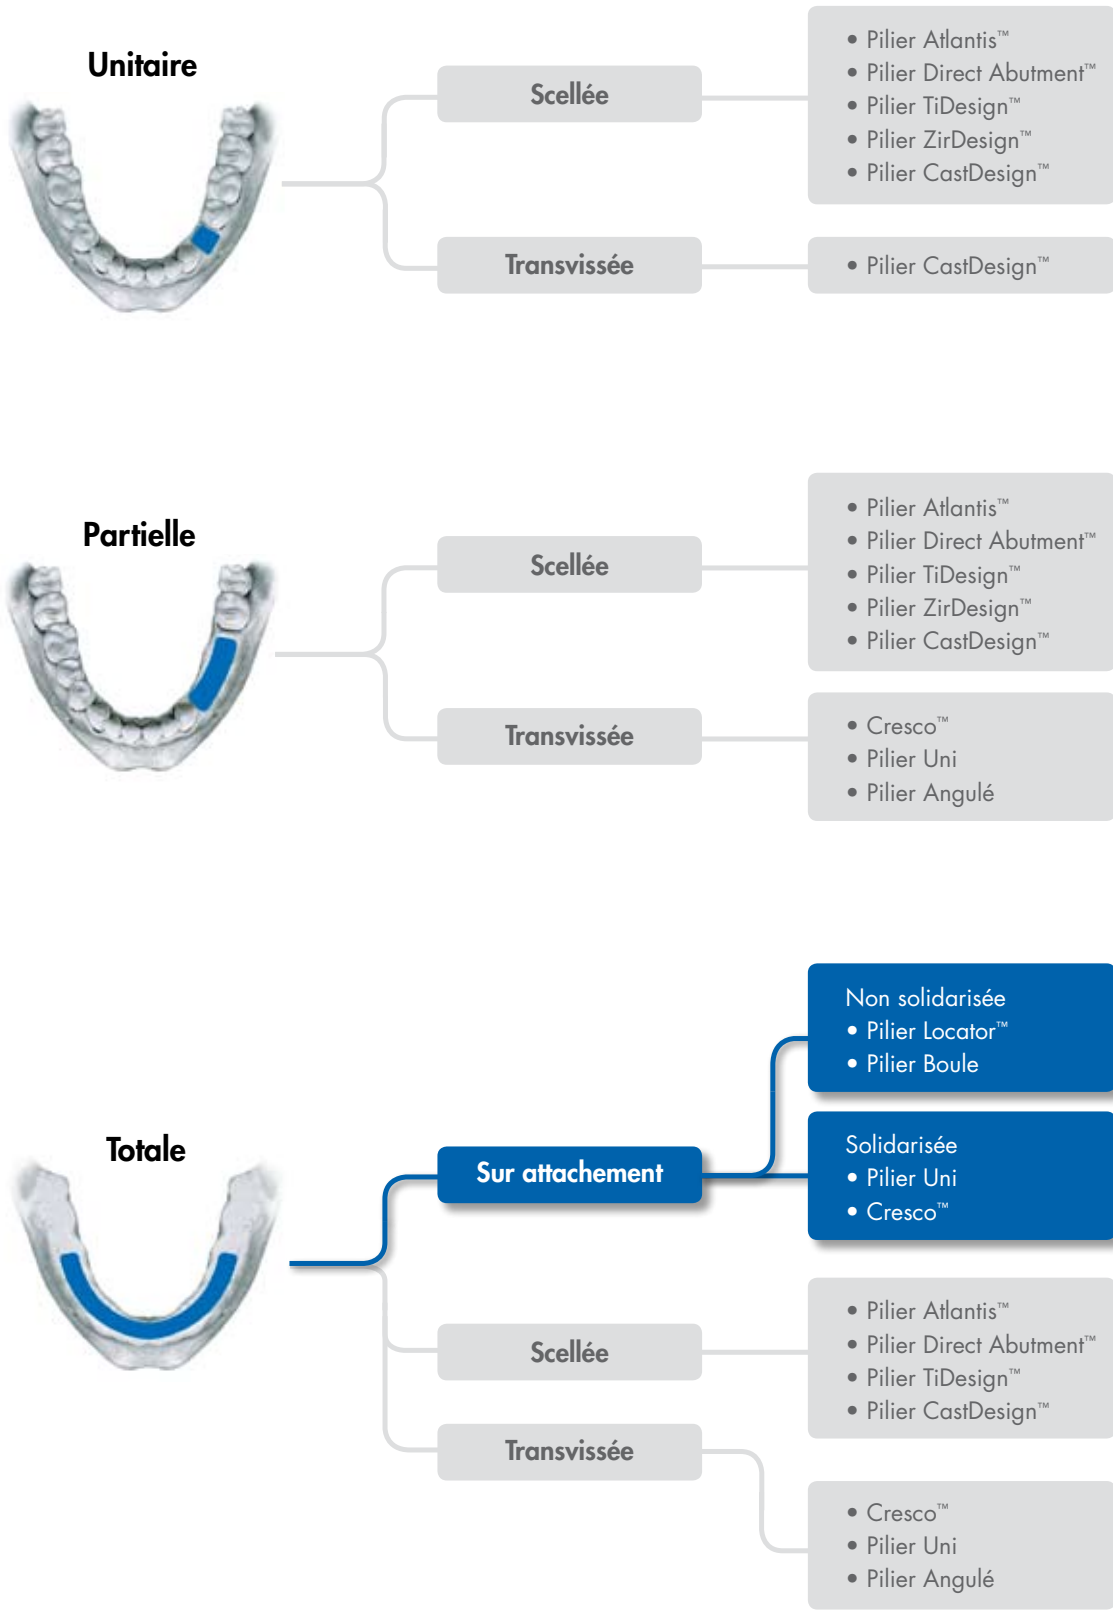 Unitaire
Scellée
• Pilier Atlantis™
• Pilier Direct Abutment™
• Pilier TiDesign™
• Pilier ZirDesign™
• Pilier CastDesign™
Transvissée
• Pilier CastDesign™
Partielle
Scellée
• Pilier Atlantis™
• Pilier Direct Abutment™
• Pilier TiDesign™
• Pilier ZirDesign™
• Pilier CastDesign™
Transvissée
• Cresco™
• Pilier Uni
• Pilier Angulé
Totale
Sur attachement
Non solidarisée
• Pilier Locator™
• Pilier Boule
Solidarisée
• Pilier Uni
• Cresco™
Scellée
• Pilier Atlantis™
• Pilier Direct Abutment™
• Pilier TiDesign™
• Pilier CastDesign™
Transvissée
• Cresco™
• Pilier Uni
• Pilier Angulé